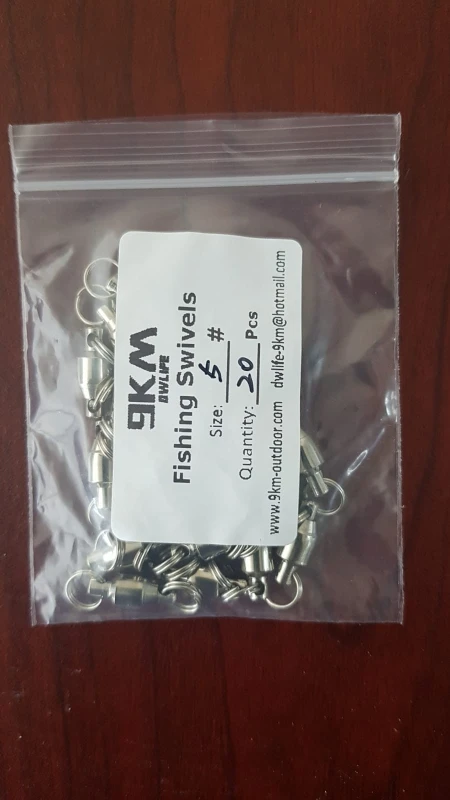 9KM
DWLIFE
Fishing Swivels
Size: 5 #
Quantity: 20 Pcs
www.9km-outdoor.com dwlife-9km@hotmail.com